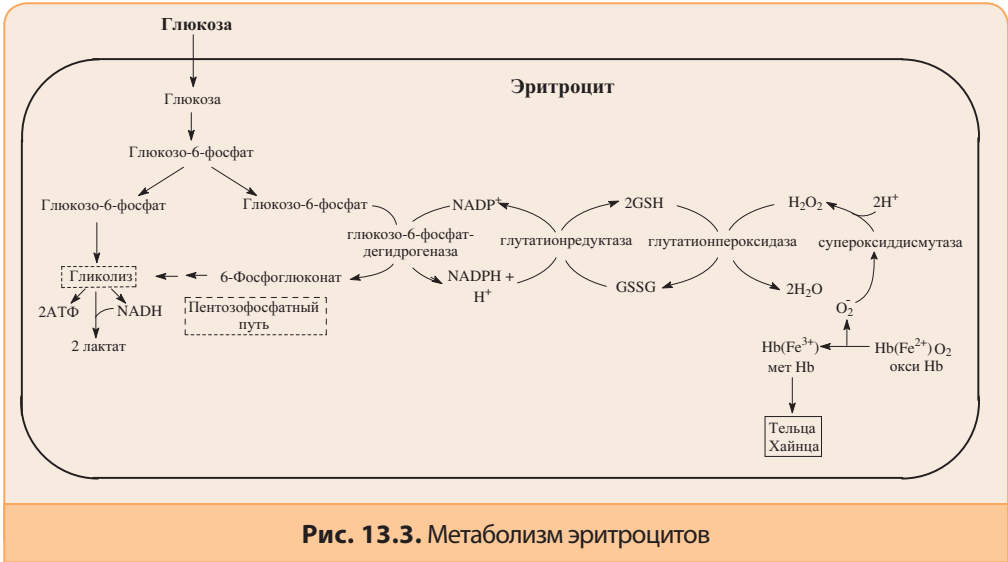 Глюкоза
Эритроцит
Глюкоза
Глюкозо-6-фосфат
Глюкозо-6-фосфат
Глюкозо-6-фосфат
NADP⁺
2GSH
H₂O₂
2H⁺
глюкозо-6-фосфат-
дегидрогеназа
глутатионредуктаза
глутатионпероксидаза
супероксиддисмутаза
Гликолиз
6-Фосфоглюконат
NADPH +
H⁺
GSSG
2H₂O
2АТФ
NADH
Пентозофосфатный
путь
O₂⁻
2 лактат
Hb(Fe³⁺)
мет Hb
Hb(Fe²⁺)O₂
окси Hb
Тельца
Хайнца
Рис. 13.3. Метаболизм эритроцитов